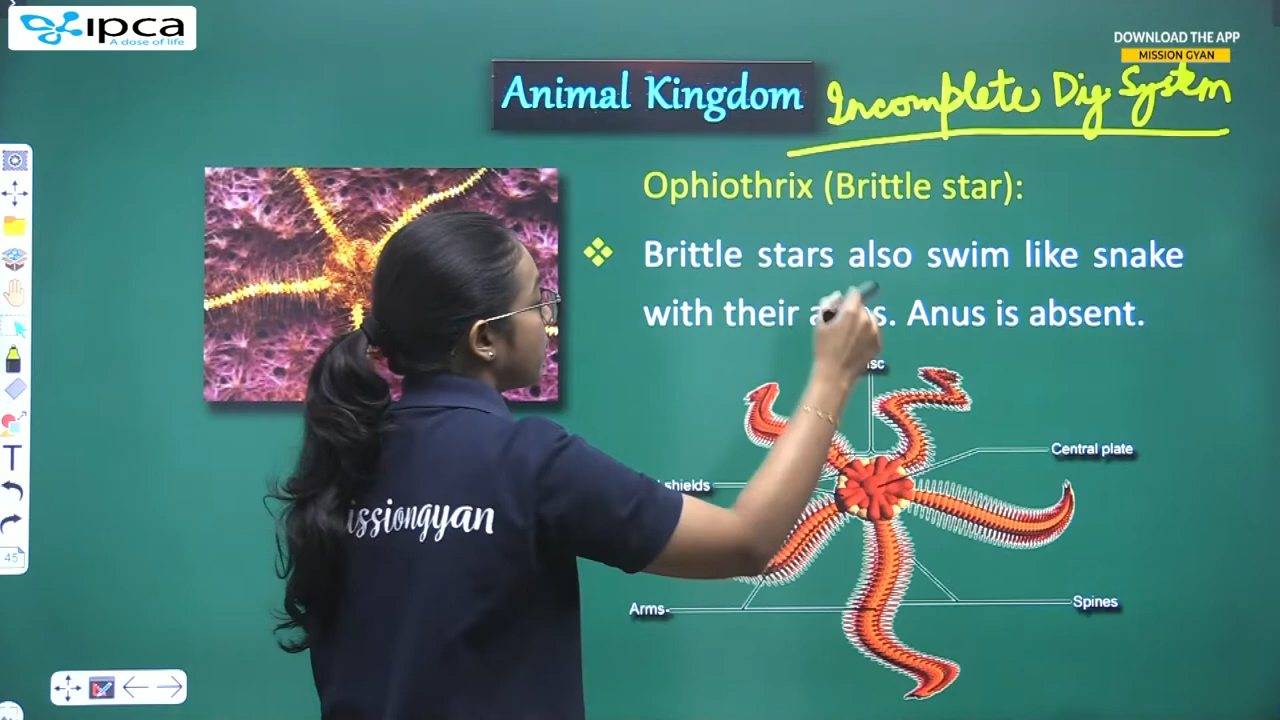 ipca
A dose of life
DOWNLOAD THE APP
MISSION GYAN
Animal Kingdom
Incomplete Dig System
Ophiothrix (Brittle star):
Brittle stars also swim like snake
with their . Anus is absent.
Central plate
shields
Arms
Spines
issiongyan
45